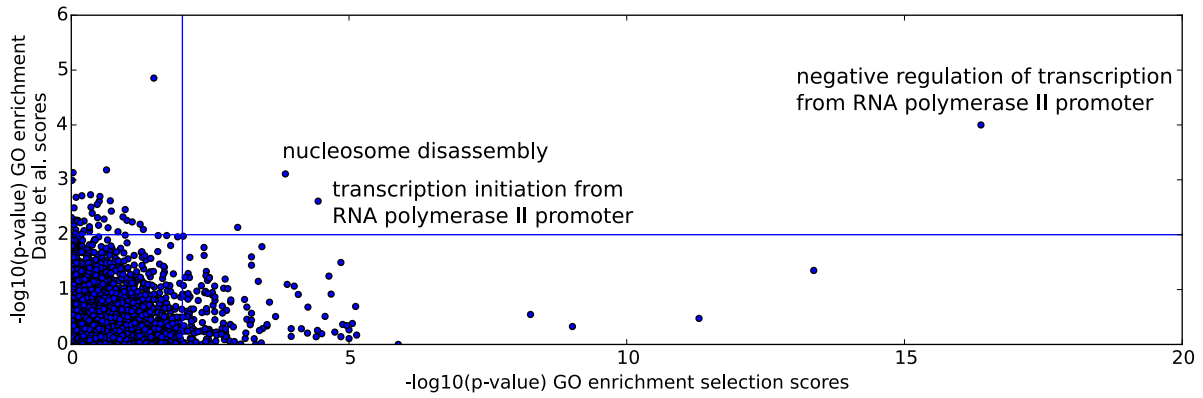 6
5
4
3
2
1
0
-log10(p-value) GO enrichment
Daub et al. scores
negative regulation of transcription
from RNA polymerase II promoter
nucleosome disassembly
transcription initiation from
RNA polymerase II promoter
0
5
10
15
20
-log10(p-value) GO enrichment selection scores